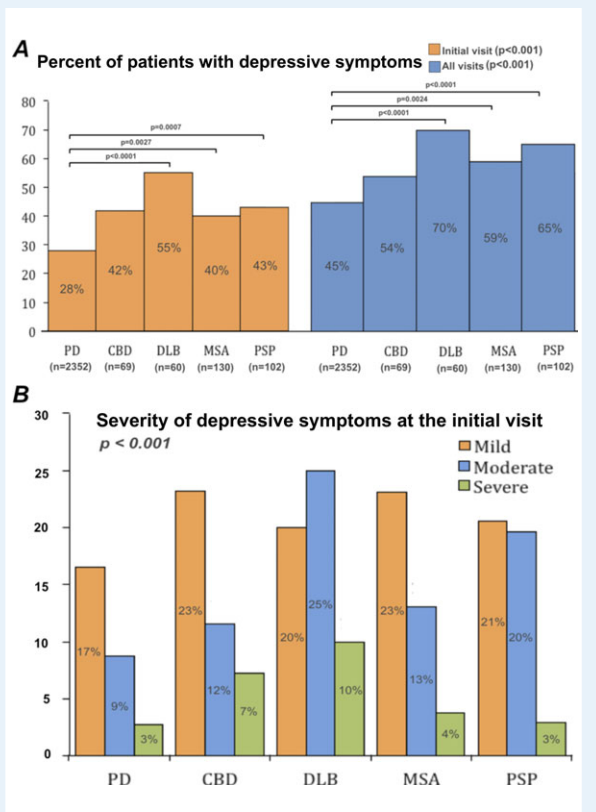 A Percent of patients with depressive symptoms
Initial visit (p<0.001)
All visits (p<0.001)
80
70
60
50
40
30
20
10
0
p=0.0007
p=0.0027
p<0.0001
p<0.0001
p=0.0024
p<0.0001
28%
42%
55%
40%
43%
45%
54%
70%
59%
65%
PD CBD DLB MSA PSP PD CBD DLB MSA PSP
(n=2352) (n=69) (n=60) (n=130) (n=102) (n=2352) (n=69) (n=60) (n=130) (n=102)
B
Severity of depressive symptoms at the initial visit
p < 0.001
Mild
Moderate
Severe
30
25
20
15
10
5
0
17%
9%
3%
23%
12%
7%
20%
25%
10%
23%
13%
4%
21%
20%
3%
PD CBD DLB MSA PSP